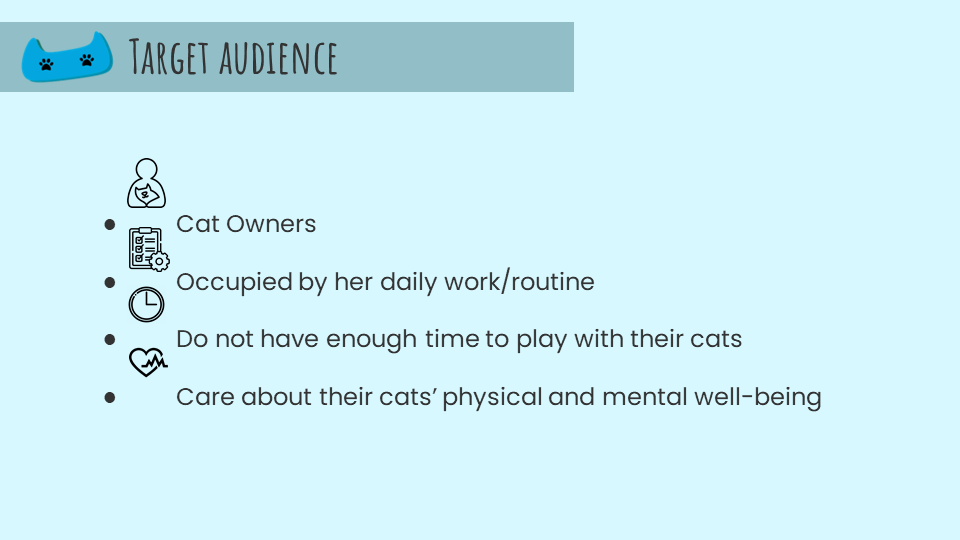 Target audience
● Cat Owners
● Occupied by her daily work/routine
● Do not have enough time to play with their cats
● Care about their cats’ physical and mental well-being